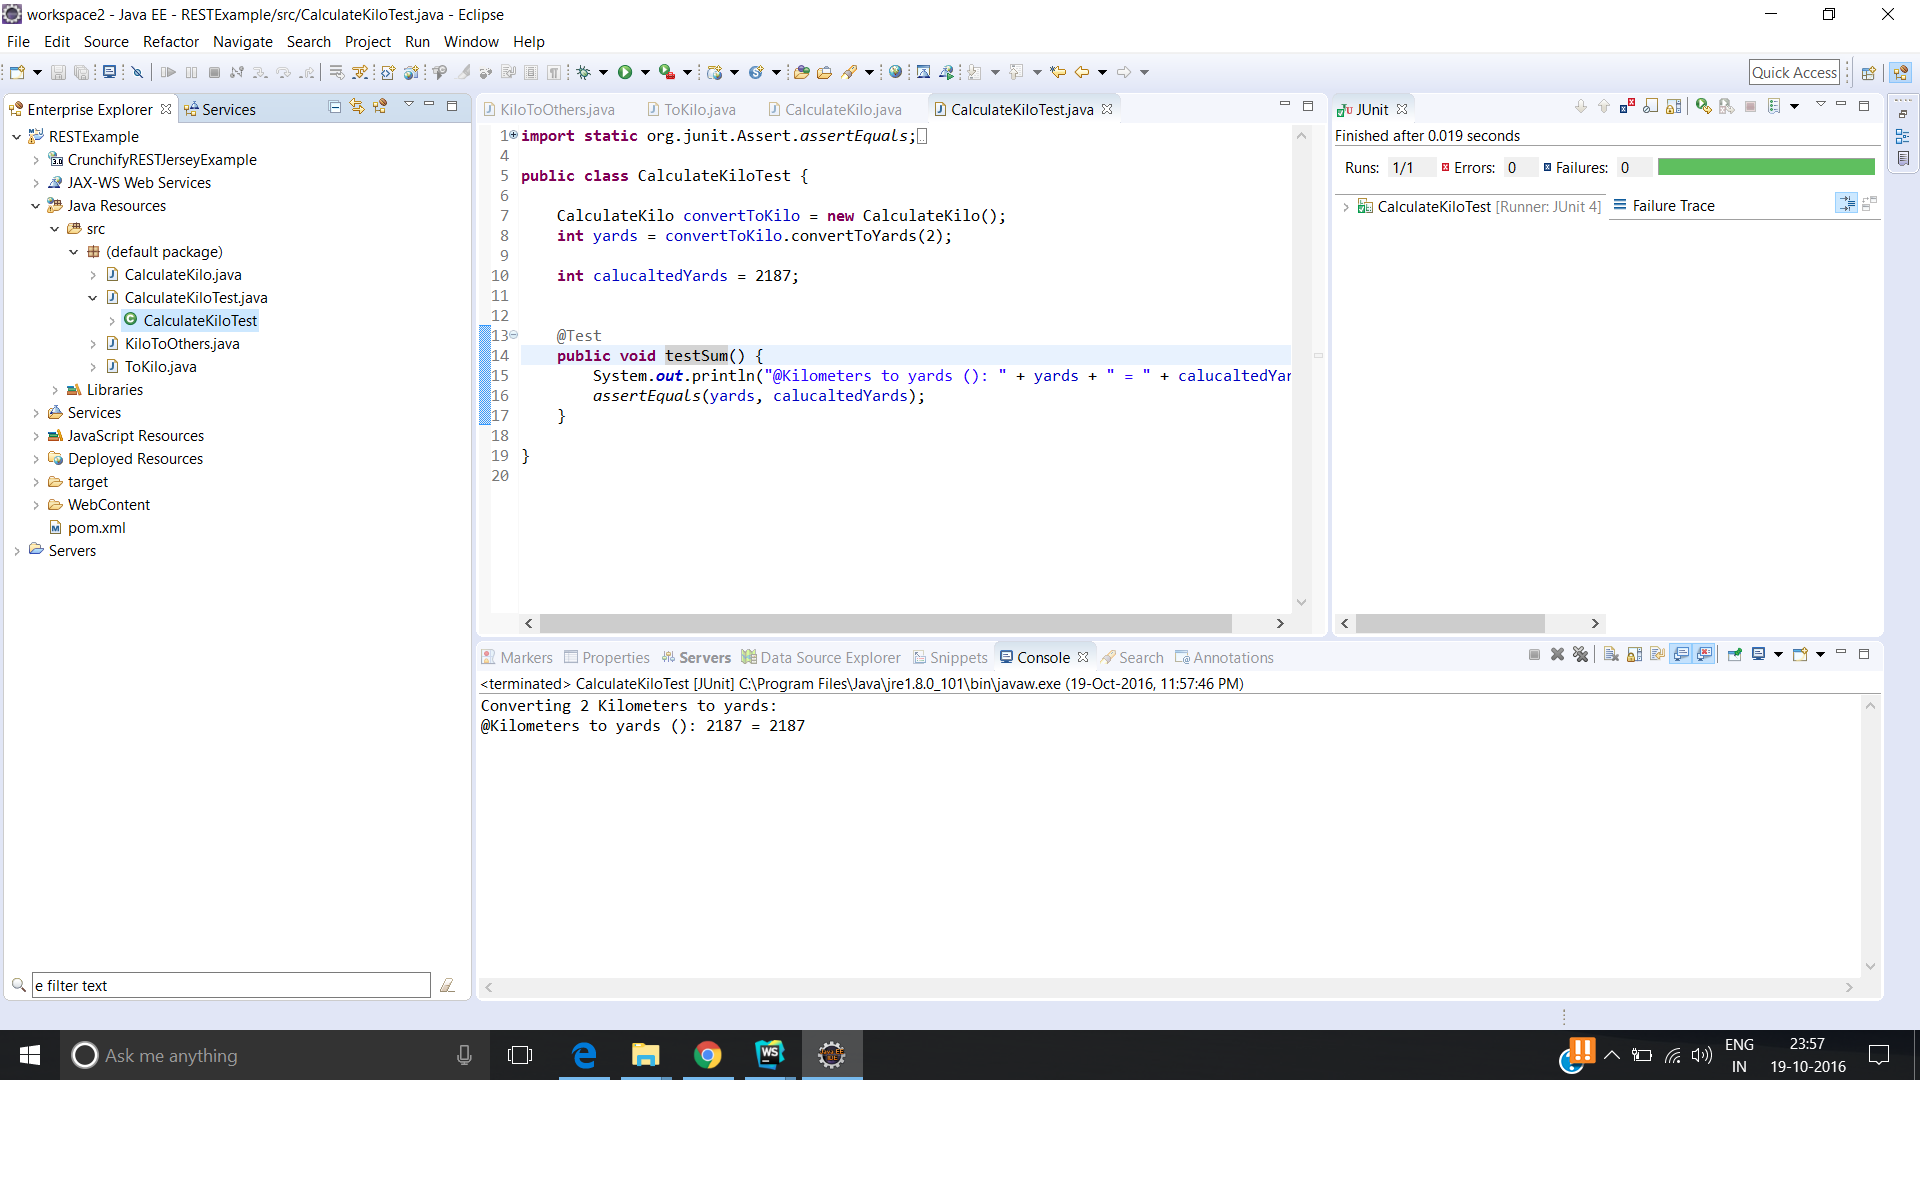 workspace2 - Java EE - RESTExample/src/CalculateKiloTest.java - Eclipse
File Edit Source Refactor Navigate Search Project Run Window Help
Quick Access
Enterprise Explorer
Services
RESTExample
CrunchifyRESTJerseyExample
JAX-WS Web Services
Java Resources
src
(default package)
CalculateKilo.java
CalculateKiloTest.java
CalculateKiloTest
KiloToOthers.java
ToKilo.java
Libraries
Services
JavaScript Resources
Deployed Resources
target
WebContent
pom.xml
Servers
e filter text
KiloToOthers.java ToKilo.java CalculateKilo.java CalculateKiloTest.java
1 import static org.junit.Assert.assertEquals;
4
5 public class CalculateKiloTest {
6
7 CalculateKilo convertToKilo = new CalculateKilo();
8 int yards = convertToKilo.convertToYards(2);
9
10 int calucaltedYards = 2187;
11
12
13 @Test
14 public void testSum() {
15 System.out.println("@Kilometers to yards (): " + yards + " = " + calucaltedYar
16 assertEquals(yards, calucaltedYards);
17 }
18
19 }
20
JUnit
Finished after 0.019 seconds
Runs: 1/1 Errors: 0 Failures: 0
CalculateKiloTest [Runner: JUnit 4] Failure Trace
Markers Properties Servers Data Source Explorer Snippets Console Search Annotations
<terminated> CalculateKiloTest [JUnit] C:\Program Files\Java\jre1.8.0_101\bin\javaw.exe (19-Oct-2016, 11:57:46 PM)
Converting 2 Kilometers to yards:
@Kilometers to yards (): 2187 = 2187
Ask me anything
WS
ENG
IN
23:57
19-10-2016